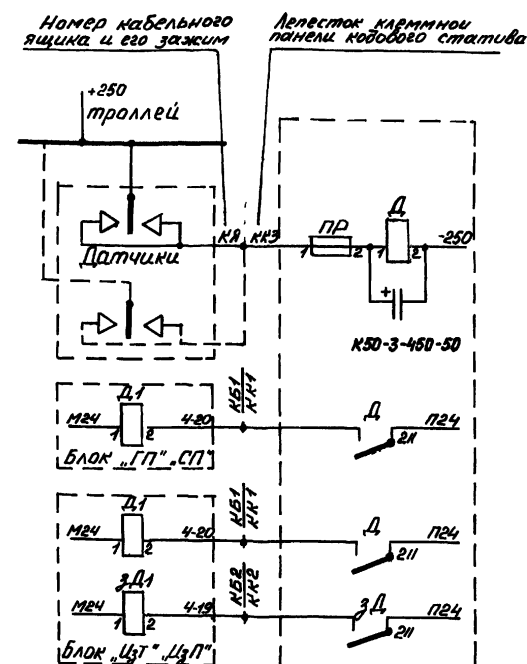 Номер кабельного
ящика и его зажим
Лепесток клеммной
панели кодового статива
+250
троллей
Датчики
КЯ
ККЗ
1
ПР
2
Д
1
2
-250
+
К50-3-450-50
М24
1
Д1
2
4-20
КБ1
КК1
Д
211
П24
Блок „ГП" „СП"
М24
1
Д1
2
4-20
КБ1
КК1
Д
211
П24
М24
1
ЗД1
2
4-19
КБ2
КК2
ЗД
211
П24
Блок „ЦзТ" „ЦзП"